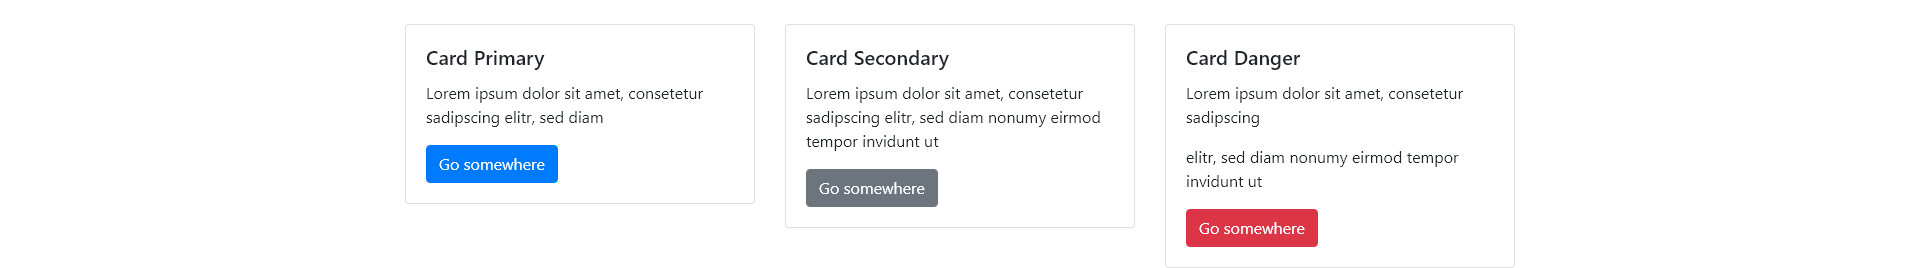 Card Primary
Lorem ipsum dolor sit amet, consetetur
sadipscing elitr, sed diam
Go somewhere
Card Secondary
Lorem ipsum dolor sit amet, consetetur
sadipscing elitr, sed diam nonumy eirmod
tempor invidunt ut
Go somewhere
Card Danger
Lorem ipsum dolor sit amet, consetetur
sadipscing
elitr, sed diam nonumy eirmod tempor
invidunt ut
Go somewhere